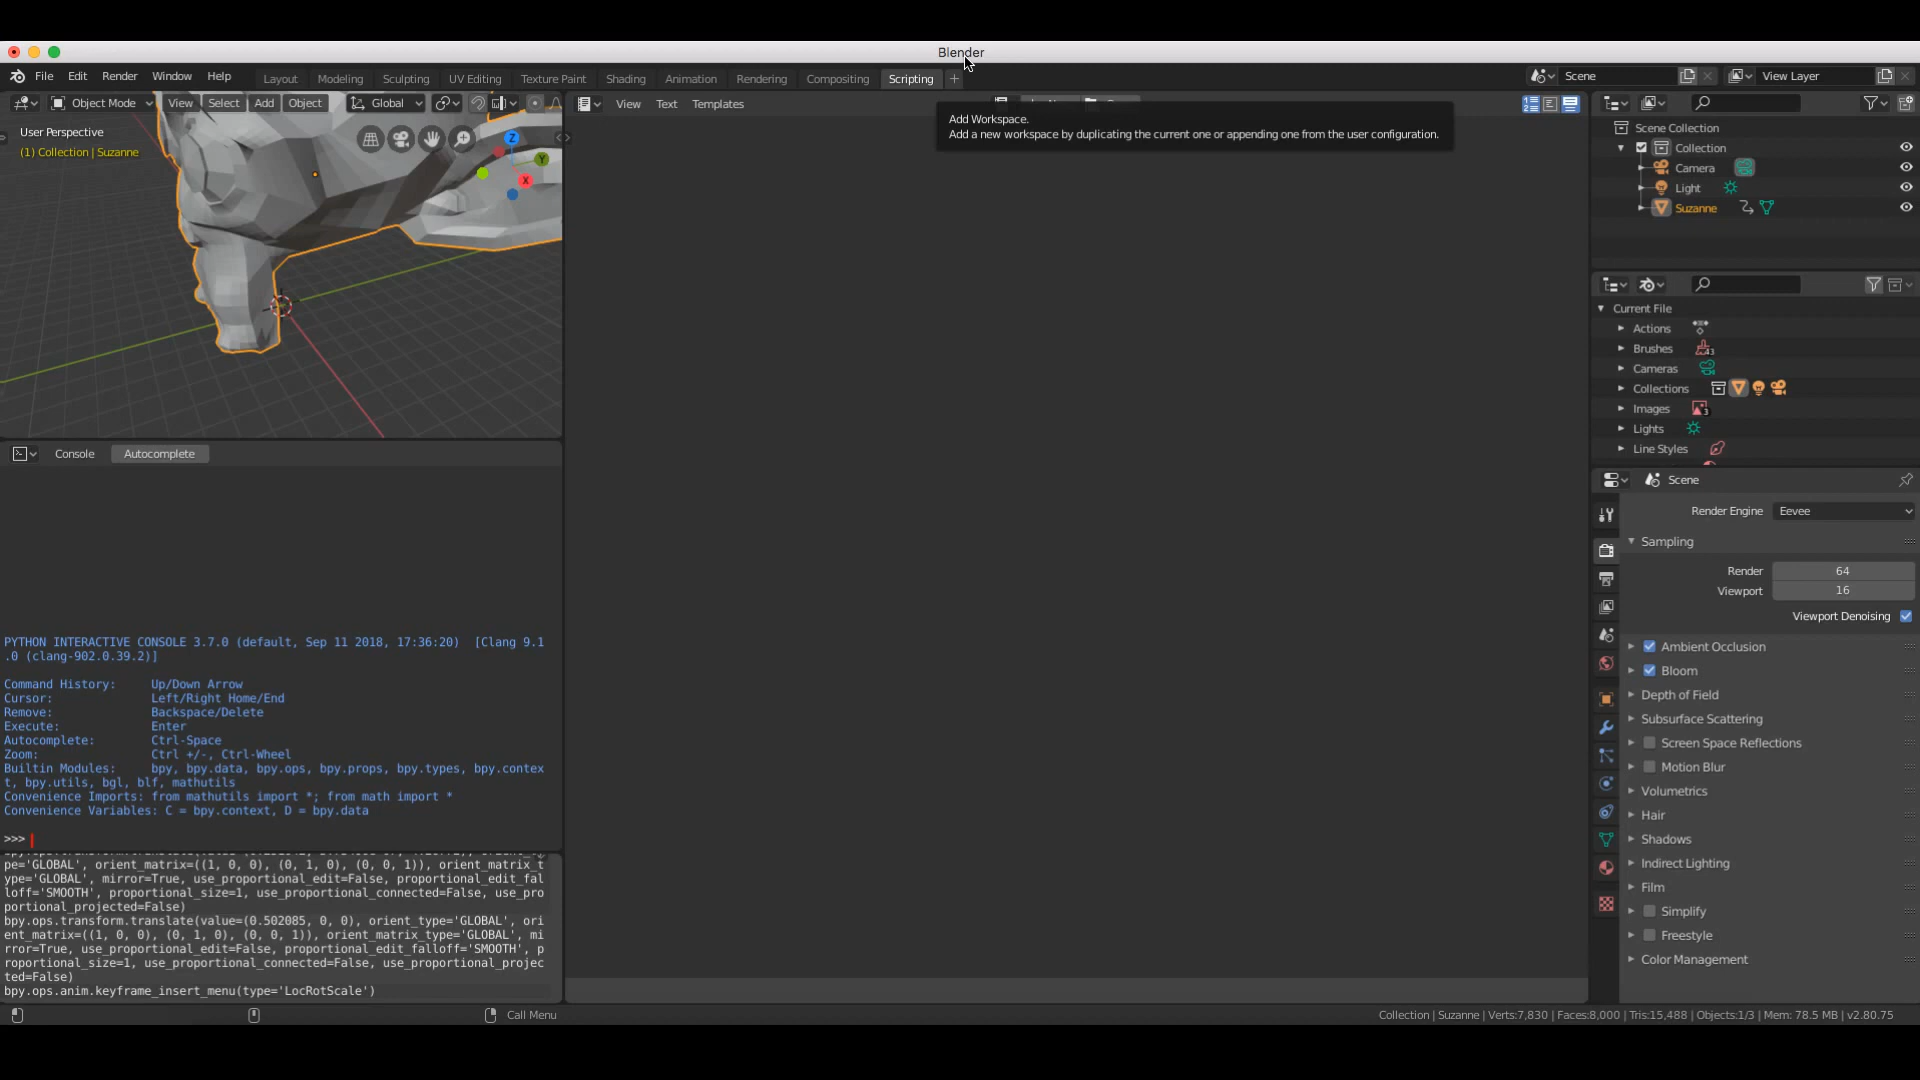 Blender
File Edit Render Window Help
Layout Modeling Sculpting UV Editing Texture Paint Shading Animation Rendering Compositing Scripting +
Scene
View Layer
Object Mode View Select Add Object Global
View Text Templates
Add Workspace.
Add a new workspace by duplicating the current one or appending one from the user configuration.
User Perspective
(1) Collection | Suzanne
Z
Y
X
Scene Collection
Collection
Camera
Light
Suzanne
Current File
Actions
Brushes
43
Cameras
Collections
Images
3
Lights
Line Styles
Console Autocomplete
PYTHON INTERACTIVE CONSOLE 3.7.0 (default, Sep 11 2018, 17:36:20)  [Clang 9.1
.0 (clang-902.0.39.2)]
Command History: Up/Down Arrow
Cursor: Left/Right Home/End
Remove: Backspace/Delete
Execute: Enter
Autocomplete: Ctrl-Space
Zoom: Ctrl +/-, Ctrl-Wheel
Builtin Modules: bpy, bpy.data, bpy.ops, bpy.props, bpy.types, bpy.contex
t, bpy.utils, bgl, blf, mathutils
Convenience Imports: from mathutils import *; from math import *
Convenience Variables: C = bpy.context, D = bpy.data
>>>
pe='GLOBAL', orient_matrix=((1, 0, 0), (0, 1, 0), (0, 0, 1)), orient_matrix_t
ype='GLOBAL', mirror=True, use_proportional_edit=False, proportional_edit_fal
loff='SMOOTH', proportional_size=1, use_proportional_connected=False, use_pro
portional_projected=False)
bpy.ops.transform.translate(value=(0.502085, 0, 0), orient_type='GLOBAL', ori
ent_matrix=((1, 0, 0), (0, 1, 0), (0, 0, 1)), orient_matrix_type='GLOBAL', mi
rror=True, use_proportional_edit=False, proportional_edit_falloff='SMOOTH', p
roportional_size=1, use_proportional_connected=False, use_proportional_projec
ted=False)
bpy.ops.anim.keyframe_insert_menu(type='LocRotScale')
Scene
Render Engine Eevee
Sampling
Render 64
Viewport 16
Viewport Denoising
Ambient Occlusion
Bloom
Depth of Field
Subsurface Scattering
Screen Space Reflections
Motion Blur
Volumetrics
Hair
Shadows
Indirect Lighting
Film
Simplify
Freestyle
Color Management
Call Menu
Collection | Suzanne | Verts:7,830 | Faces:8,000 | Tris:15,488 | Objects:1/3 | Mem: 78.5 MB | v2.80.75